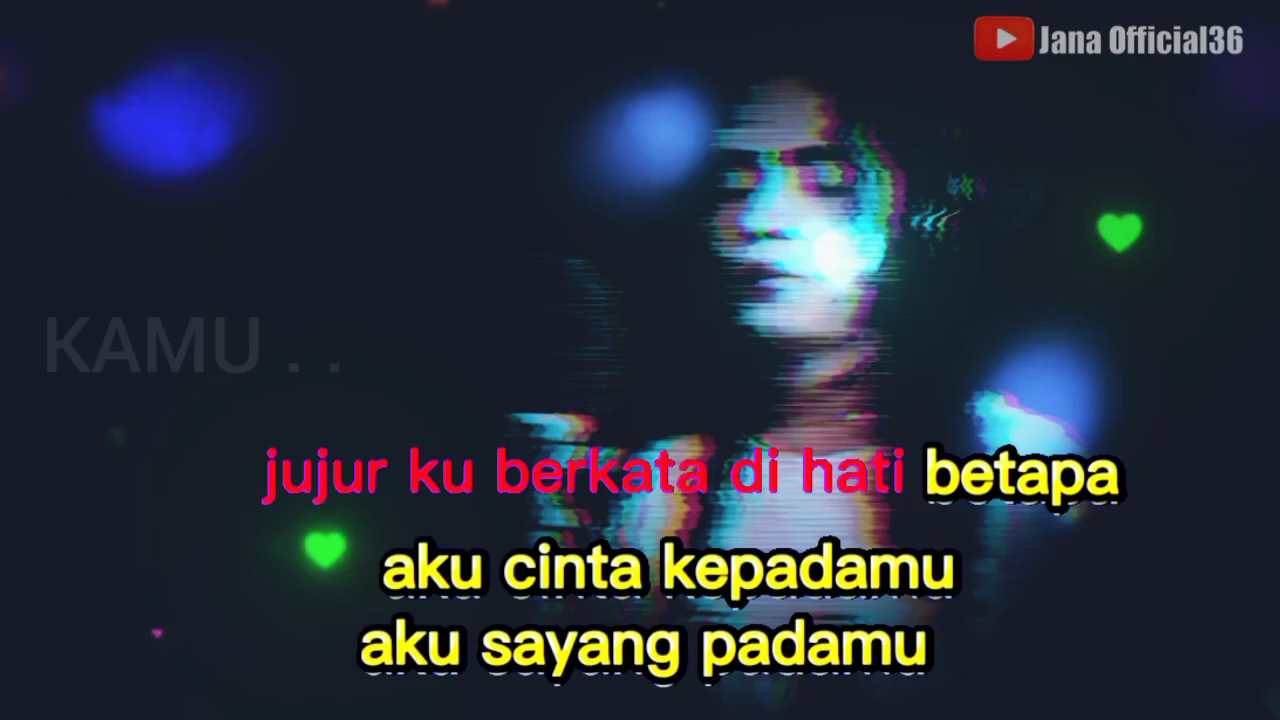 Jana Official36
KAMU . .
jujur ku berkata di hati betapa
aku cinta kepadamu
aku sayang padamu